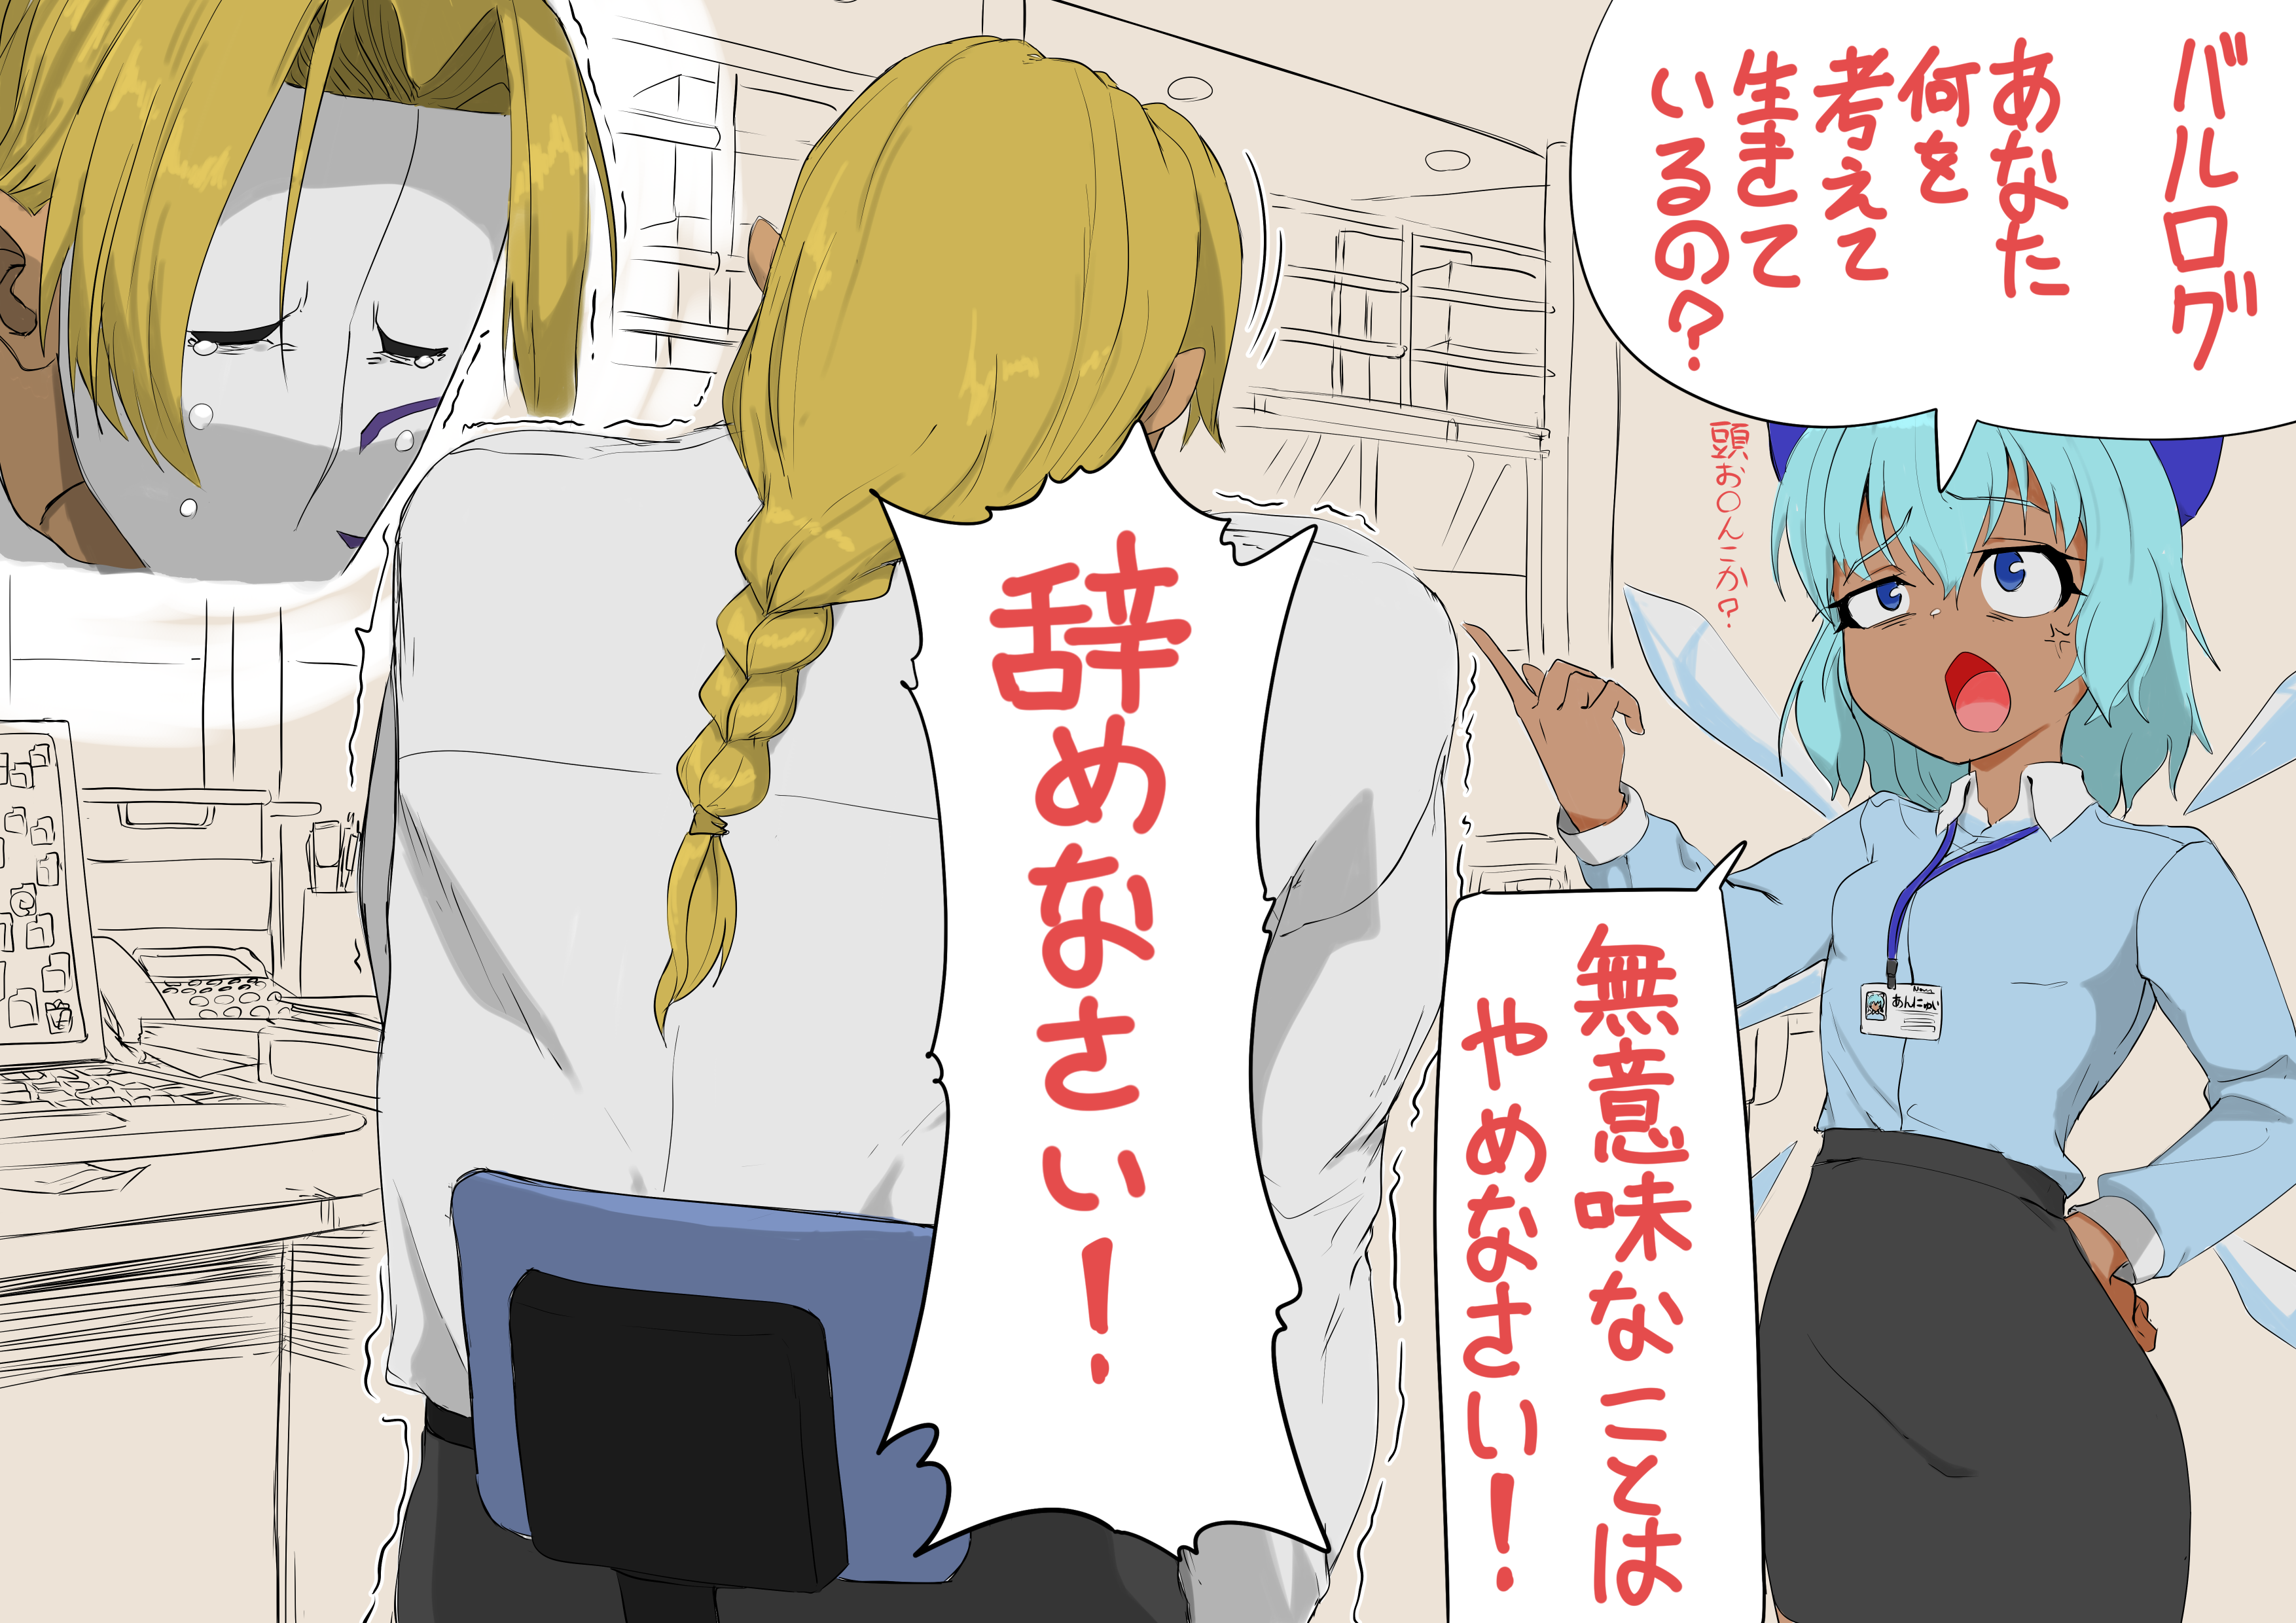 バルログ
あなた
何を
考えて
生きて
いるの?
頭お〇んこか?
無意味なことは
やめなさい!
辞めなさい!
あんにゅい